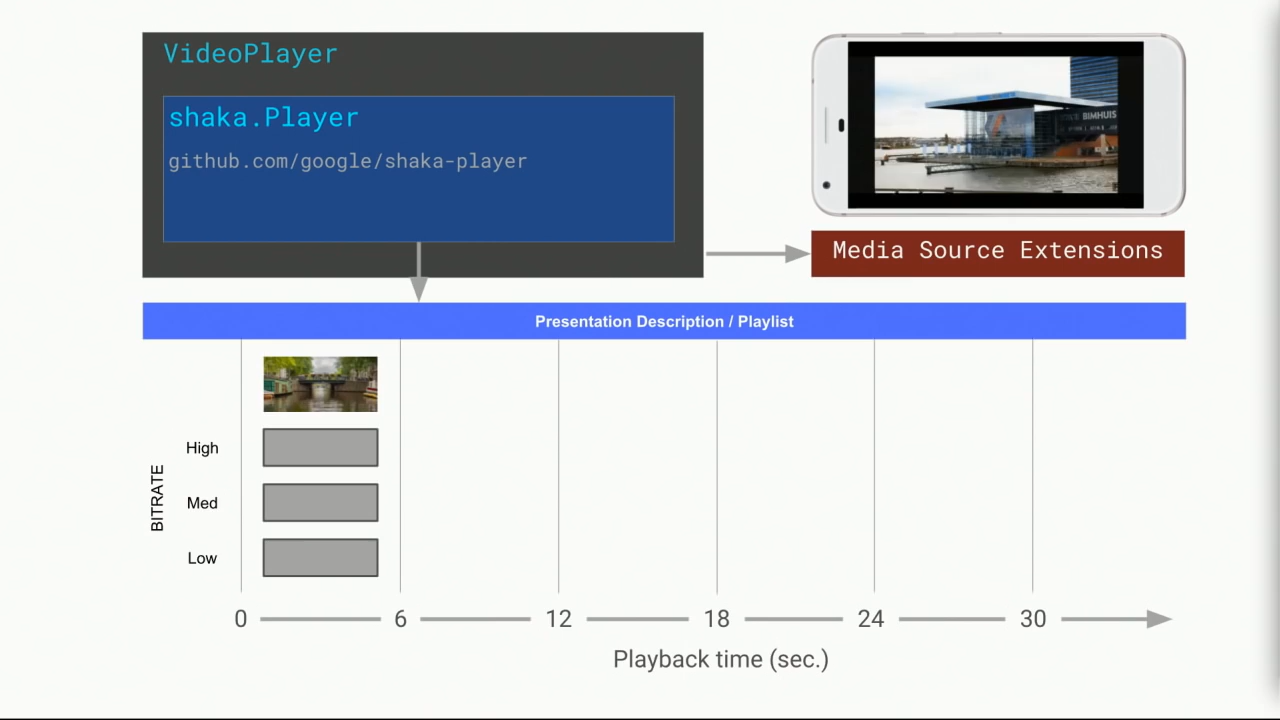 VideoPlayer
shaka.Player
github.com/google/shaka-player
BIMHUIS
Media Source Extensions
Presentation Description / Playlist
BITRATE
High
Med
Low
0
6
12
18
24
30
Playback time (sec.)